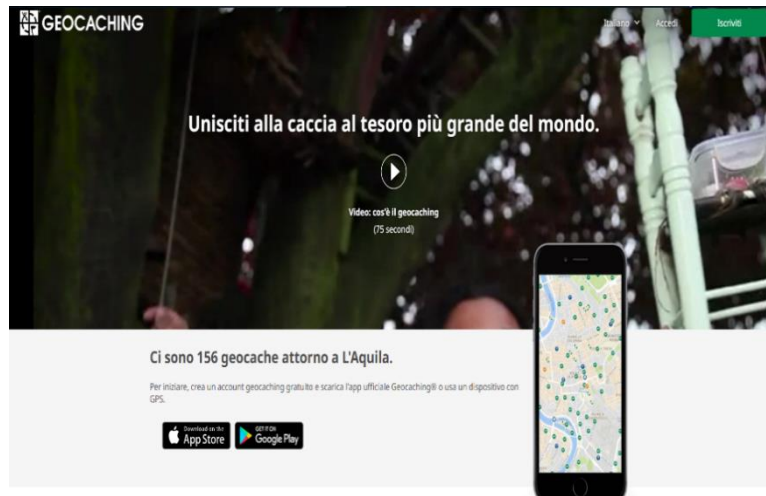 GEOCACHING
Italiano Accedi Iscriviti
Unisciti alla caccia al tesoro più grande del mondo.
Video: cos'è il geocaching
(75 secondi)
Ci sono 156 geocache attorno a L'Aquila.
Per iniziare, crea un account geocaching gratuito e scarica l'app ufficiale Geocaching® o usa un dispositivo con
GPS.
Download on the
App Store
GET IT ON
Google Play